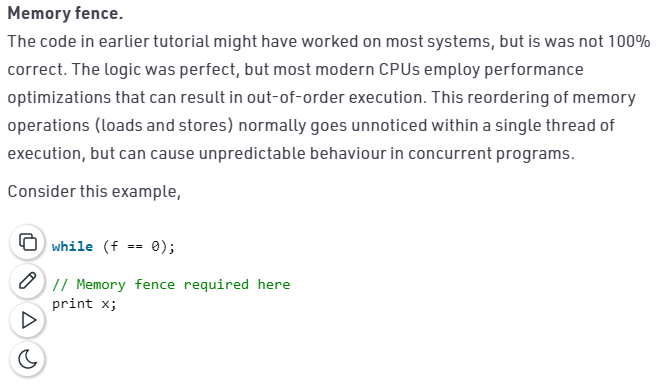 Memory fence.
The code in earlier tutorial might have worked on most systems, but is was not 100%
correct. The logic was perfect, but most modern CPUs employ performance
optimizations that can result in out-of-order execution. This reordering of memory
operations (loads and stores) normally goes unnoticed within a single thread of
execution, but can cause unpredictable behaviour in concurrent programs.
Consider this example,
while (f == 0);
// Memory fence required here
print x;